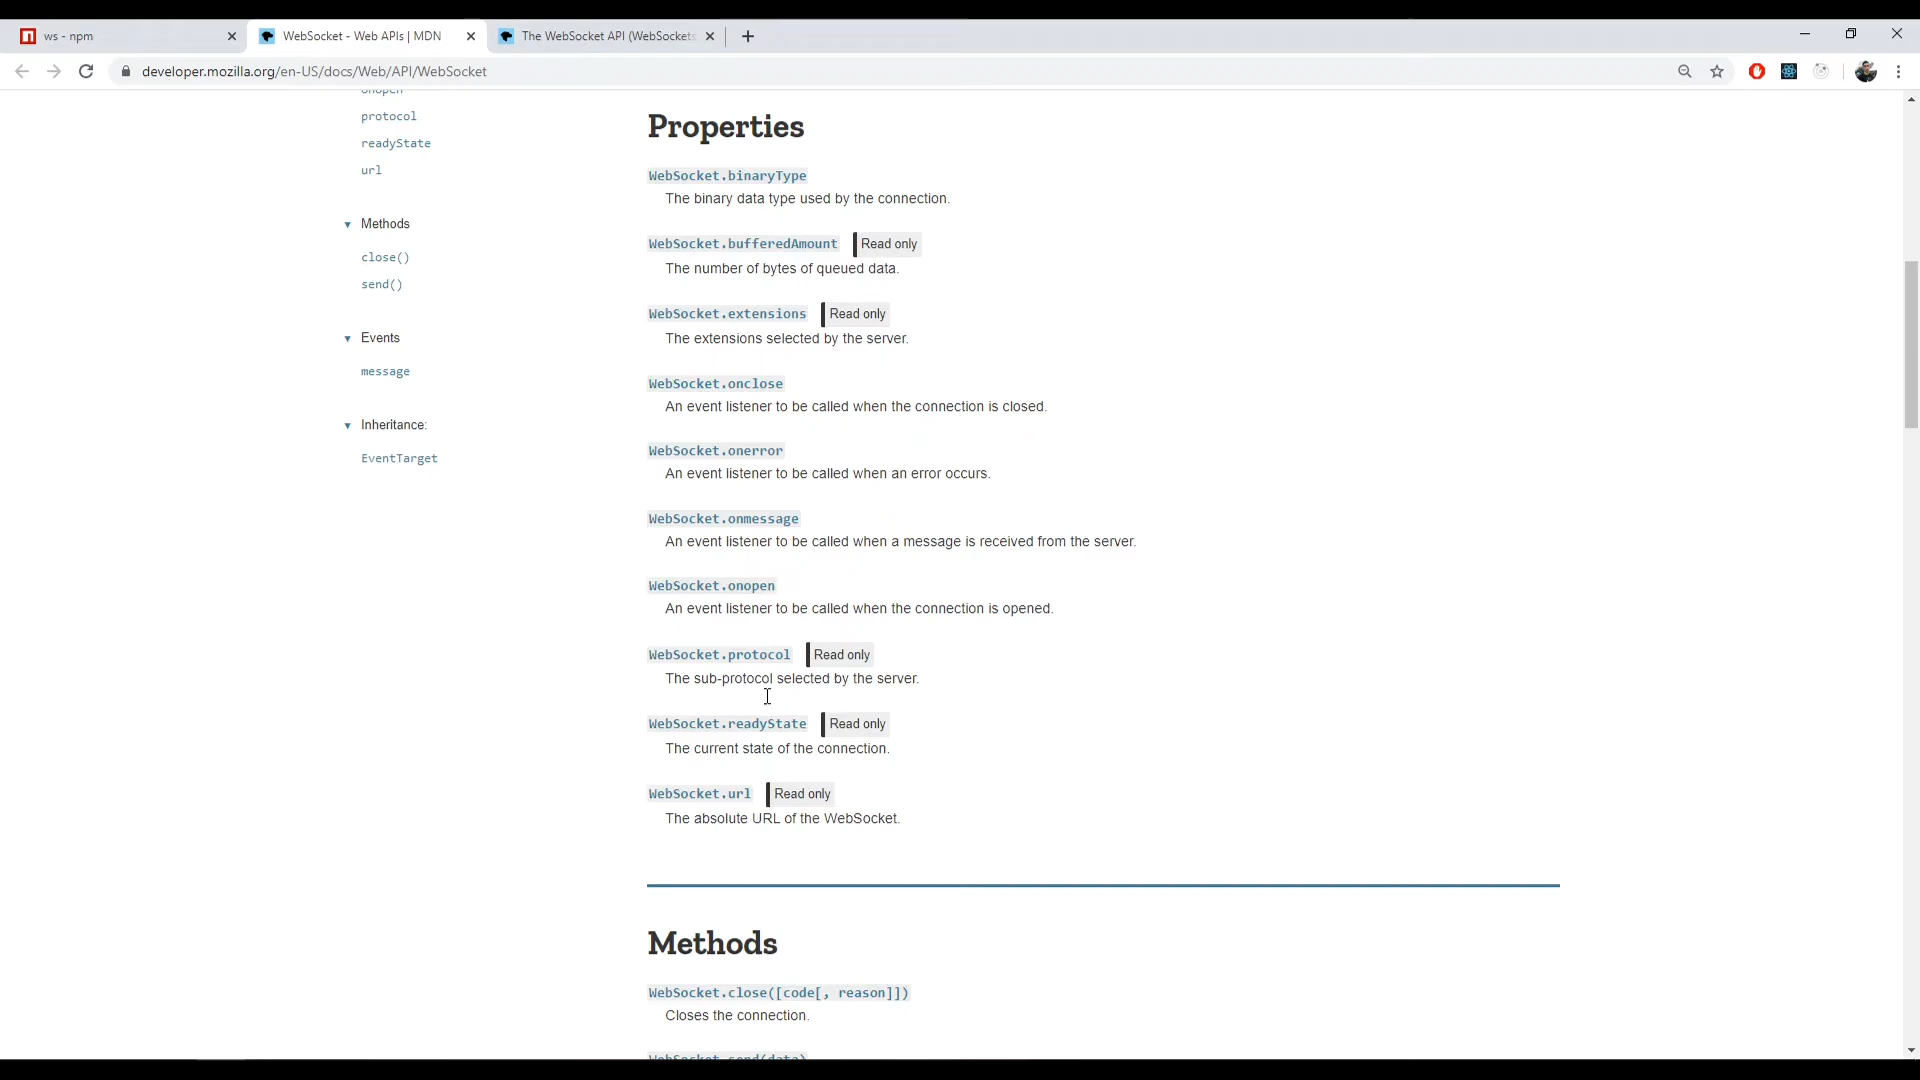 ws - npm
WebSocket - Web APIs | MDN
The WebSocket API (WebSockets
developer.mozilla.org/en-US/docs/Web/API/WebSocket
onopen
protocol
readyState
url
Methods
close()
send()
Events
message
Inheritance:
EventTarget
Properties
WebSocket.binaryType
The binary data type used by the connection.
WebSocket.bufferedAmount Read only
The number of bytes of queued data.
WebSocket.extensions Read only
The extensions selected by the server.
WebSocket.onclose
An event listener to be called when the connection is closed.
WebSocket.onerror
An event listener to be called when an error occurs.
WebSocket.onmessage
An event listener to be called when a message is received from the server.
WebSocket.onopen
An event listener to be called when the connection is opened.
WebSocket.protocol Read only
The sub-protocol selected by the server.
WebSocket.readyState Read only
The current state of the connection.
WebSocket.url Read only
The absolute URL of the WebSocket.
Methods
WebSocket.close([code[, reason]])
Closes the connection.
WebSocket.send(data)